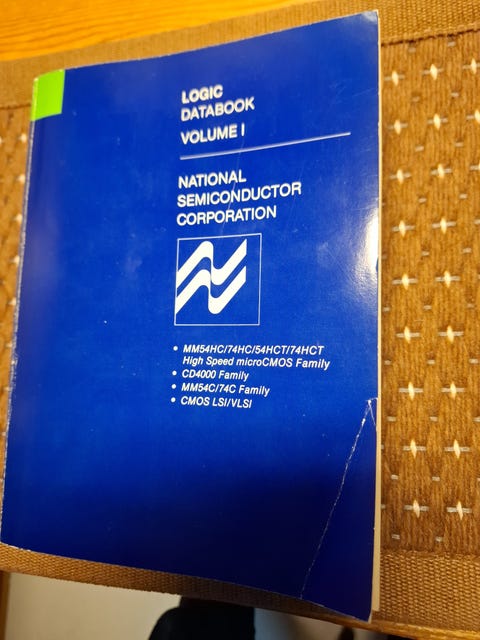 LOGIC
DATABOOK
VOLUME I
NATIONAL
SEMICONDUCTOR
CORPORATION
• MM54HC/74HC/54HCT/74HCT
High Speed microCMOS Family
• CD4000 Family
• MM54C/74C Family
• CMOS LSI/VLSI